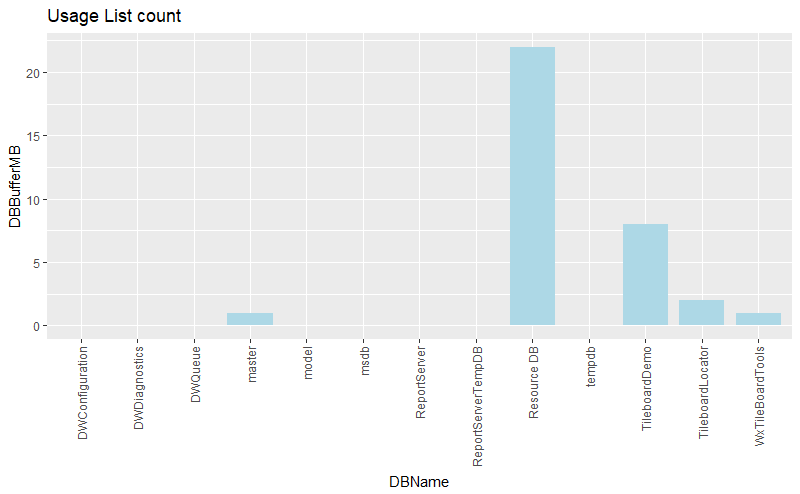 Usage List count
DBBufferMB
20
15
10
5
0
DWConfiguration
DWDiagnostics
DWQueue
master
model
msdb
ReportServer
ReportServerTempDB
Resource DB
tempdb
TileboardDemo
TileboardLocator
WxTileBoardTools
DBName